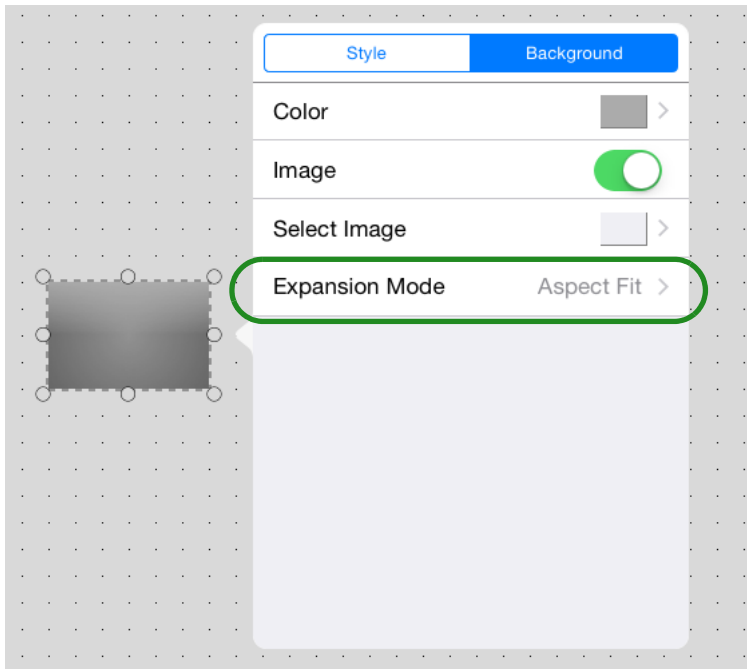 Style Background
Color
Image
Select Image
Expansion Mode Aspect Fit